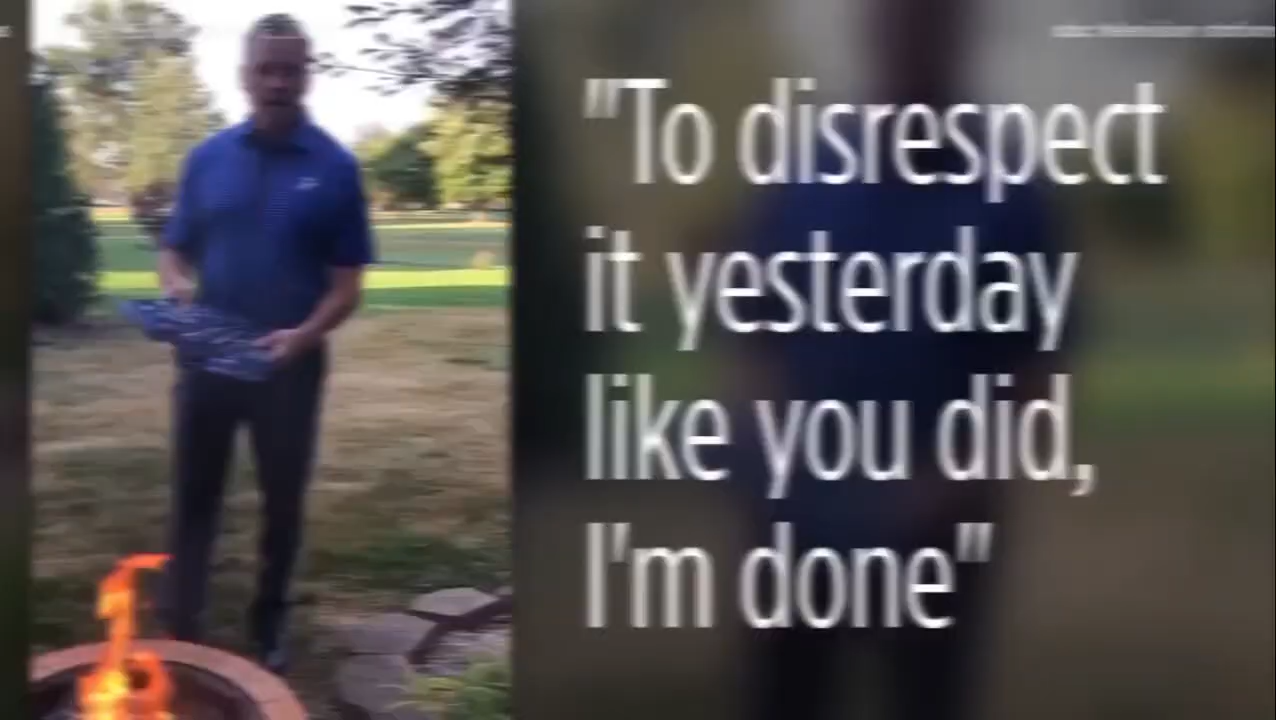 "To disrespect
it yesterday
like you did,
I'm done"